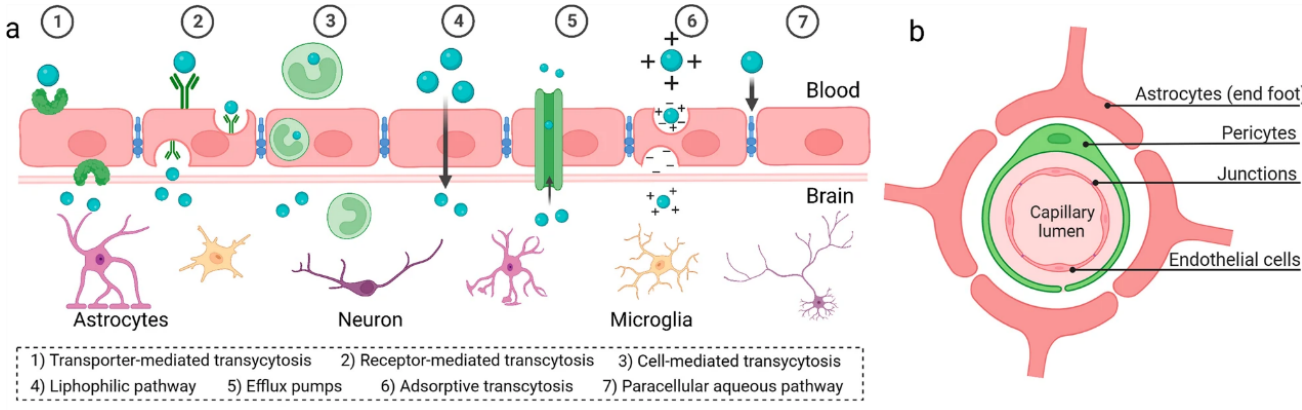 a
1 2 3 4 5 6 7
Blood
Brain
Astrocytes Neuron Microglia
1) Transporter-mediated transycytosis 2) Receptor-mediated transcytosis 3) Cell-mediated transycytosis
4) Liphophilic pathway 5) Efflux pumps 6) Adsorptive transcytosis 7) Paracellular aqueous pathway
b
Astrocytes (end foot)
Pericytes
Junctions
Capillary
lumen
Endothelial cells